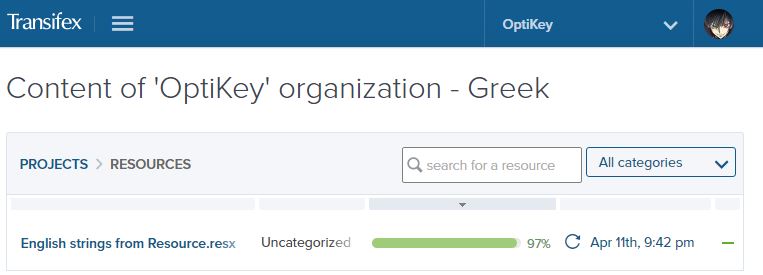 Transifex
OptiKey
Content of 'OptiKey' organization - Greek
PROJECTS > RESOURCES
search for a resource
All categories
English strings from Resource.resx
Uncategorized
97%
Apr 11th, 9:42 pm